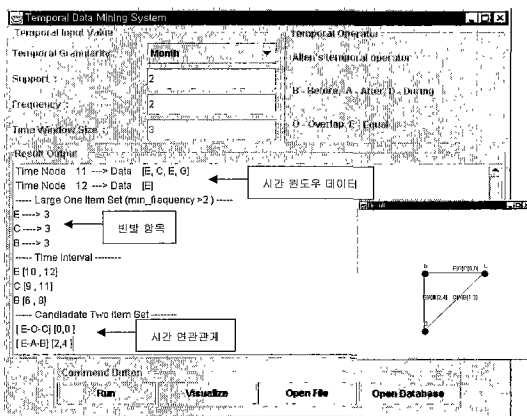 Temporal Data Mining System
Temporal Input Value
Temporal Operator
Temporal Granularity
Month
Allen's temporal operator
Support :
2
B - Before, A - After, D - During
Frequency
2
O - Overlap, E - Equal
Time Window Size
3
Result Output
Time Node 11 ---> Data [E, C, E, G]
Time Node 12 ---> Data [E]
시간 윈도우 데이터
----- Large One Item Set (min_frequency >2 ) -----
E ----> 3
C ----> 3
B ----> 3
빈발 항목
----- Time Interval -------
E [10 , 12]
C [9 , 11]
B [6 , 8]
----- Candiadate Two Item Set -------
[ E-O-C] [0,0 ]
[ E-A-B] [2,4 ]
시간 연관관계
Command Button
Run
Visualize
Open File
Open Database